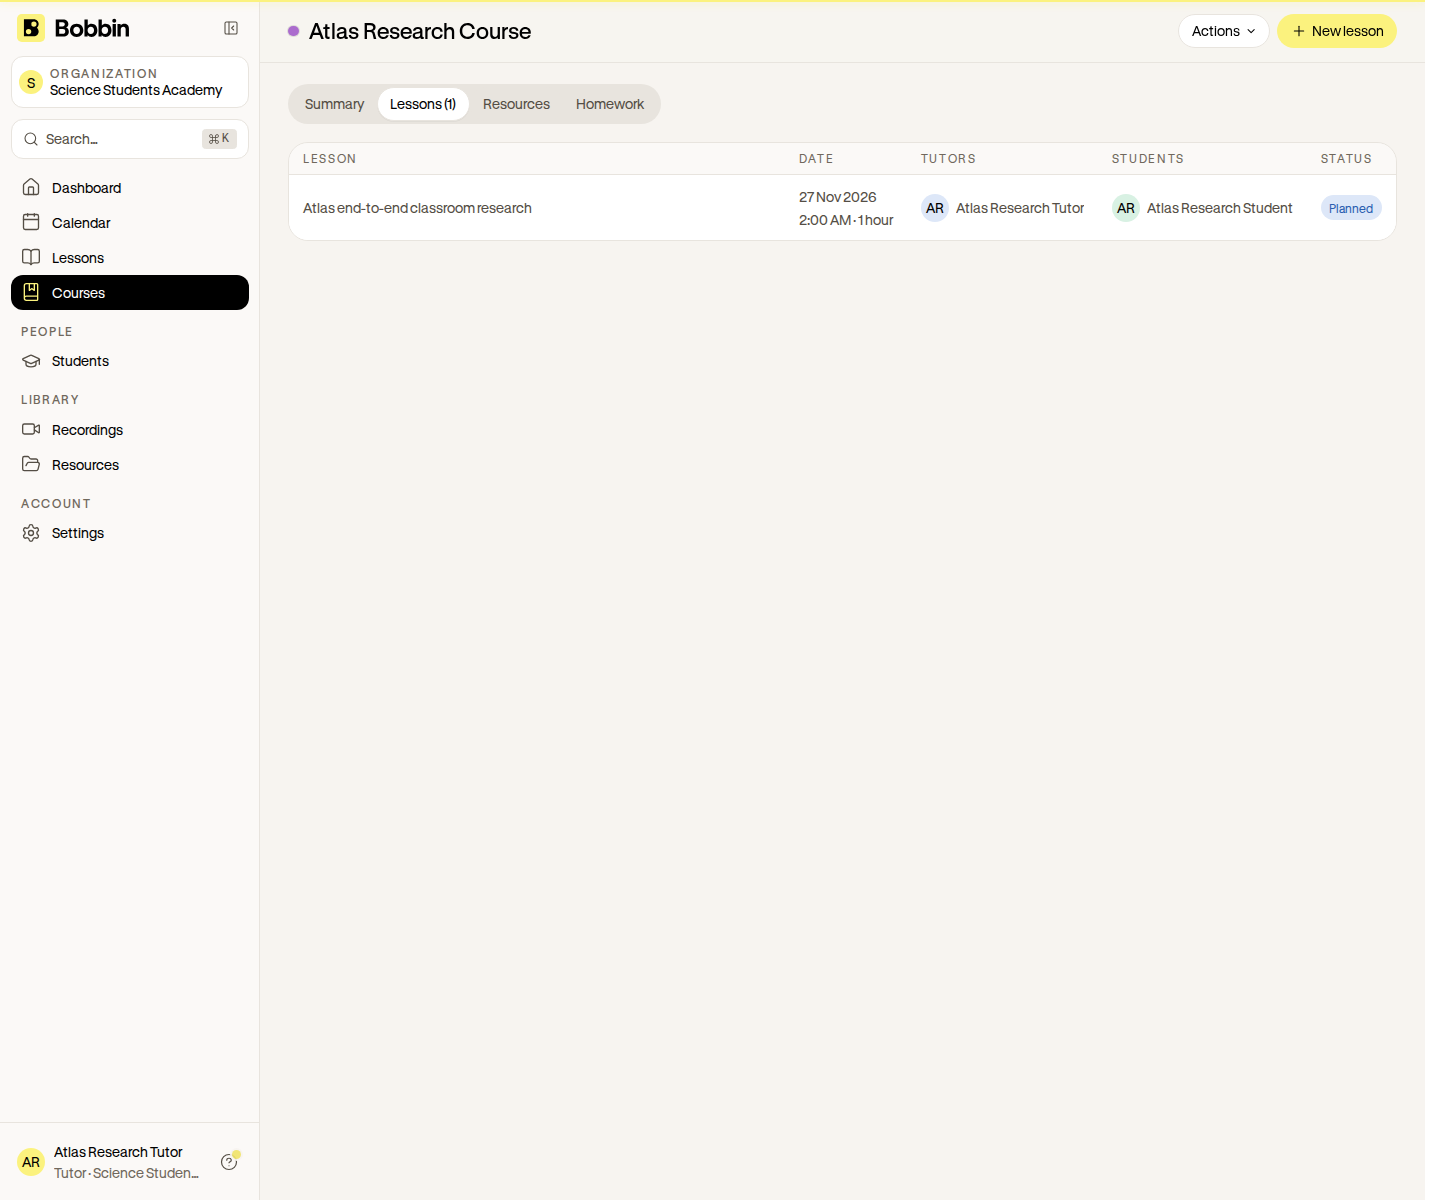 Bobbin
ORGANIZATION
S
Science Students Academy
Search...
⌘ K
Dashboard
Calendar
Lessons
Courses
PEOPLE
Students
LIBRARY
Recordings
Resources
ACCOUNT
Settings
AR
Atlas Research Tutor
Tutor · Science Studen...
Atlas Research Course
Actions
New lesson
Summary
Lessons (1)
Resources
Homework
LESSON DATE TUTORS STUDENTS STATUS
Atlas end-to-end classroom research
27 Nov 2026
2:00 AM · 1 hour
AR Atlas Research Tutor
AR Atlas Research Student
Planned